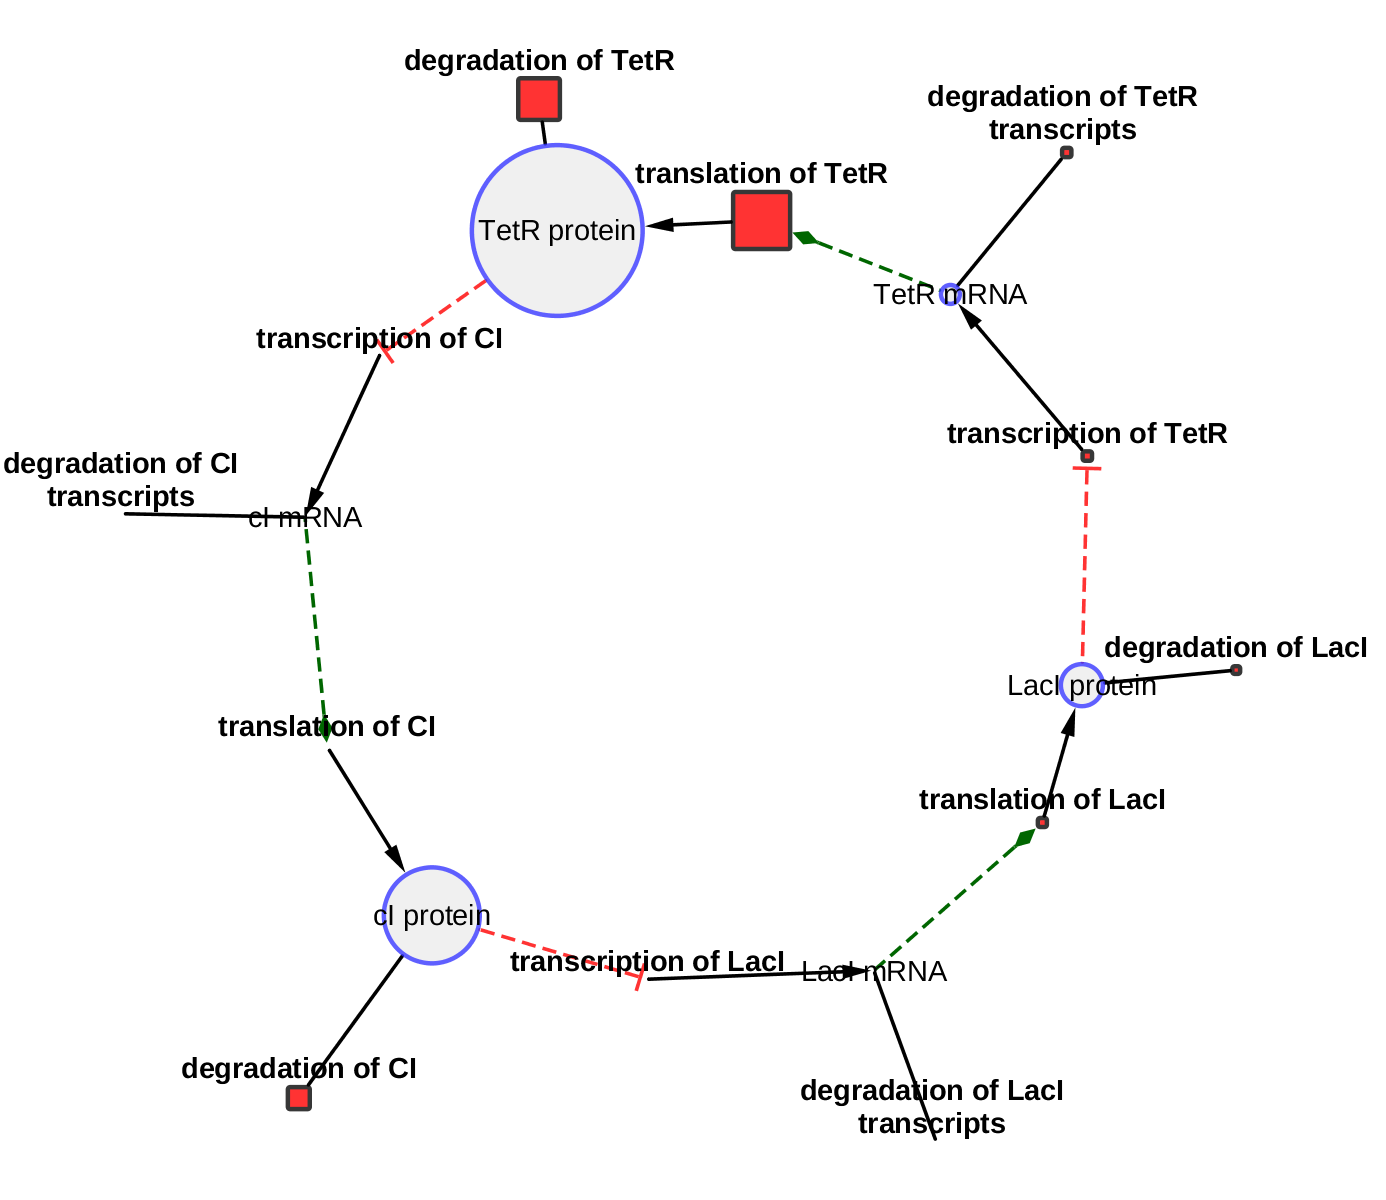 degradation of TetR
degradation of TetR
transcripts
translation of TetR
TetR protein
TetR mRNA
transcription of CI
transcription of TetR
degradation of CI
transcripts
cI mRNA
degradation of LacI
LacI protein
translation of CI
translation of LacI
cI protein
transcription of LacI
LacI mRNA
degradation of CI
degradation of LacI
transcripts